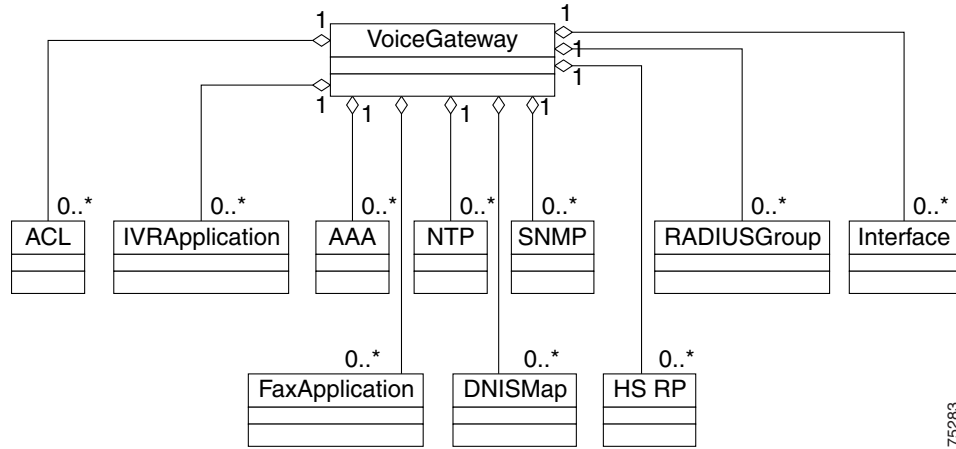 1
1
VoiceGateway
1
1
1
1
1
1
1
0..*
0..*
0..*
0..*
0..*
0..*
0..*
ACL
IVRApplication
AAA
NTP
SNMP
RADIUSGroup
Interface
0..*
0..*
0..*
FaxApplication
DNISMap
HS RP
75283